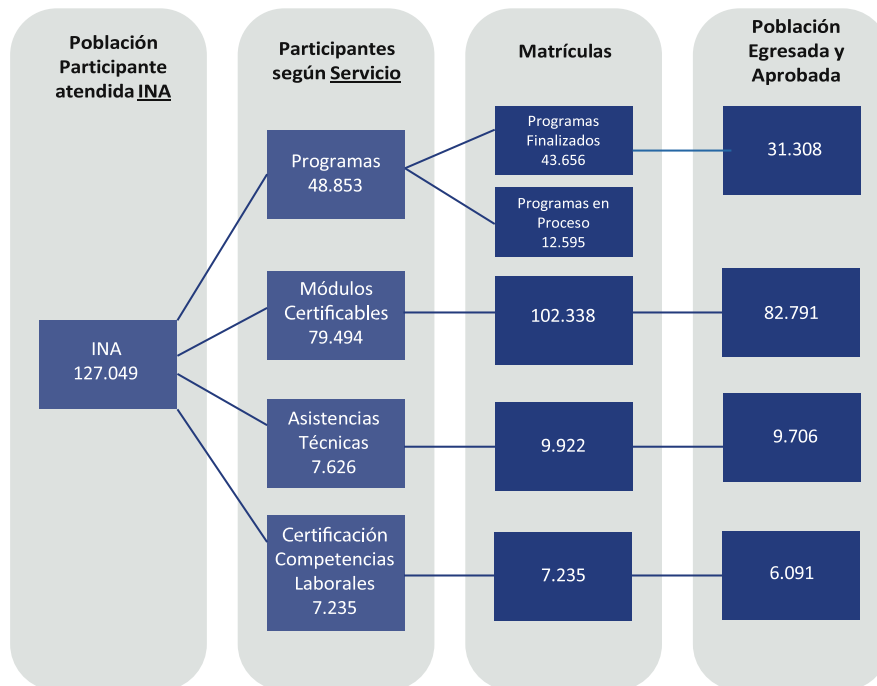 Población
Participante
atendida INA
Participantes
según Servicio
Matrículas
Población
Egresada y
Aprobada
INA
127.049
Programas
48.853
Módulos
Certificables
79.494
Asistencias
Técnicas
7.626
Certificación
Competencias
Laborales
7.235
Programas
Finalizados
43.656
Programas en
Proceso
12.595
102.338
9.922
7.235
31.308
82.791
9.706
6.091